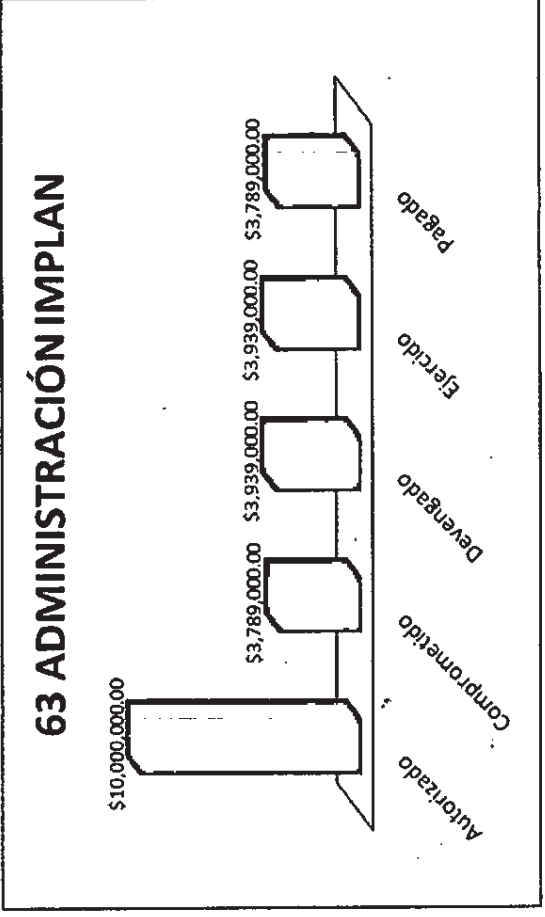 63 ADMINISTRACIÓN IMPLAN
$10,000,000.00
$3,789,000.00
$3,939,000.00
$3,939,000.00
$3,789,000.00
Autorizado
Comprometido
Devengado
Ejercido
Pagado